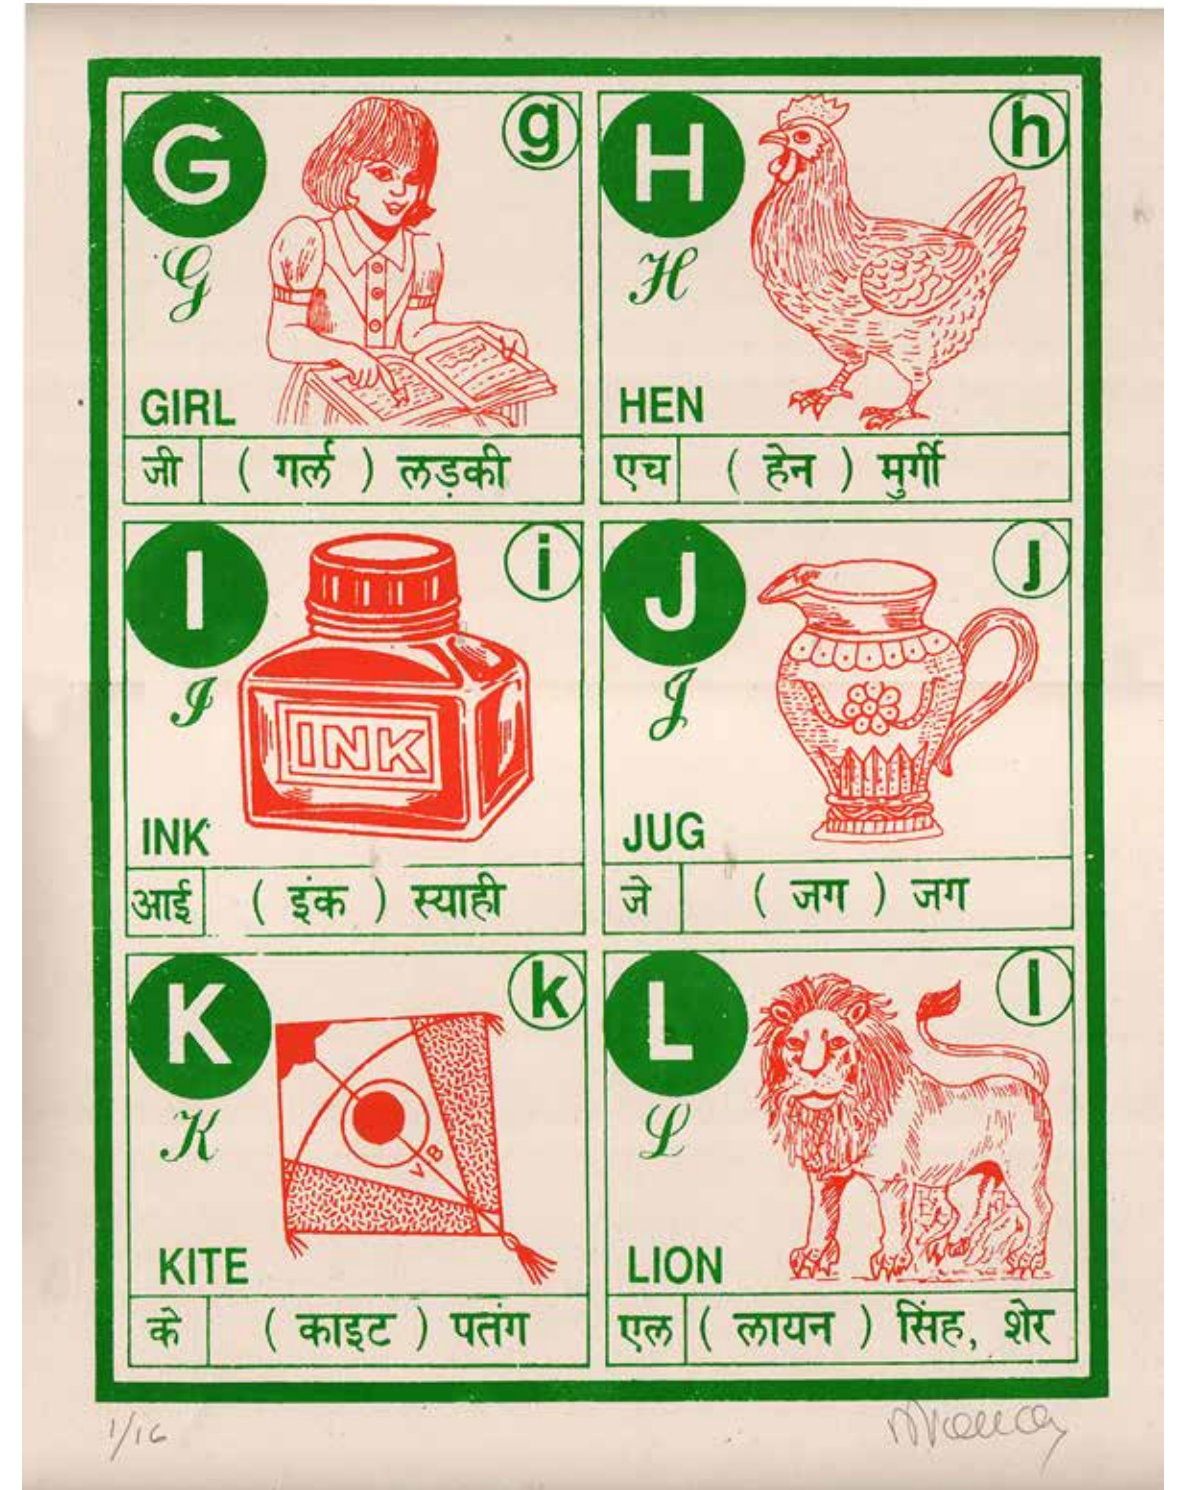 G g
G
GIRL
जी ( गर्ल ) लड़की
H h
H
HEN
एच ( हेन ) मुर्गी
I i
I
INK
INK
आई ( इंक ) स्याही
J J
J
JUG
जे ( जग ) जग
K k
K
V B
KITE
के ( काइट ) पतंग
L l
L
LION
एल ( लायन ) सिंह, शेर
1/16